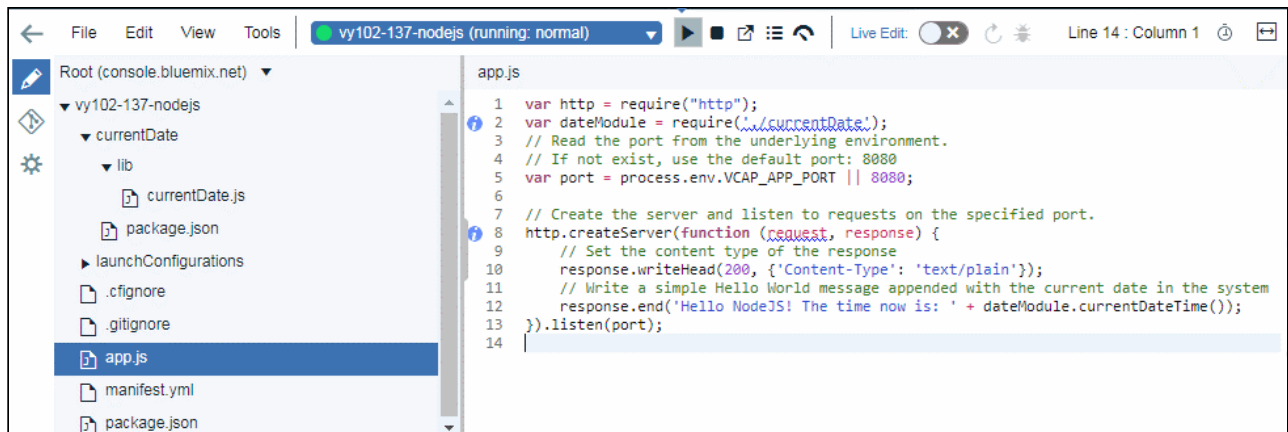 File Edit View Tools vy102-137-nodejs (running: normal) Live Edit: Line 14 : Column 1
Root (console.bluemix.net)
vy102-137-nodejs
currentDate
lib
currentDate.js
package.json
launchConfigurations
.cfignore
.gitignore
app.js
manifest.yml
package.json
app.js
1 var http = require("http");
2 var dateModule = require('./currentDate');
3 // Read the port from the underlying environment.
4 // If not exist, use the default port: 8080
5 var port = process.env.VCAP_APP_PORT || 8080;
6
7 // Create the server and listen to requests on the specified port.
8 http.createServer(function (request, response) {
9 // Set the content type of the response
10 response.writeHead(200, {'Content-Type': 'text/plain'});
11 // Write a simple Hello World message appended with the current date in the system
12 response.end('Hello NodeJS! The time now is: ' + dateModule.currentDateTime());
13 }).listen(port);
14